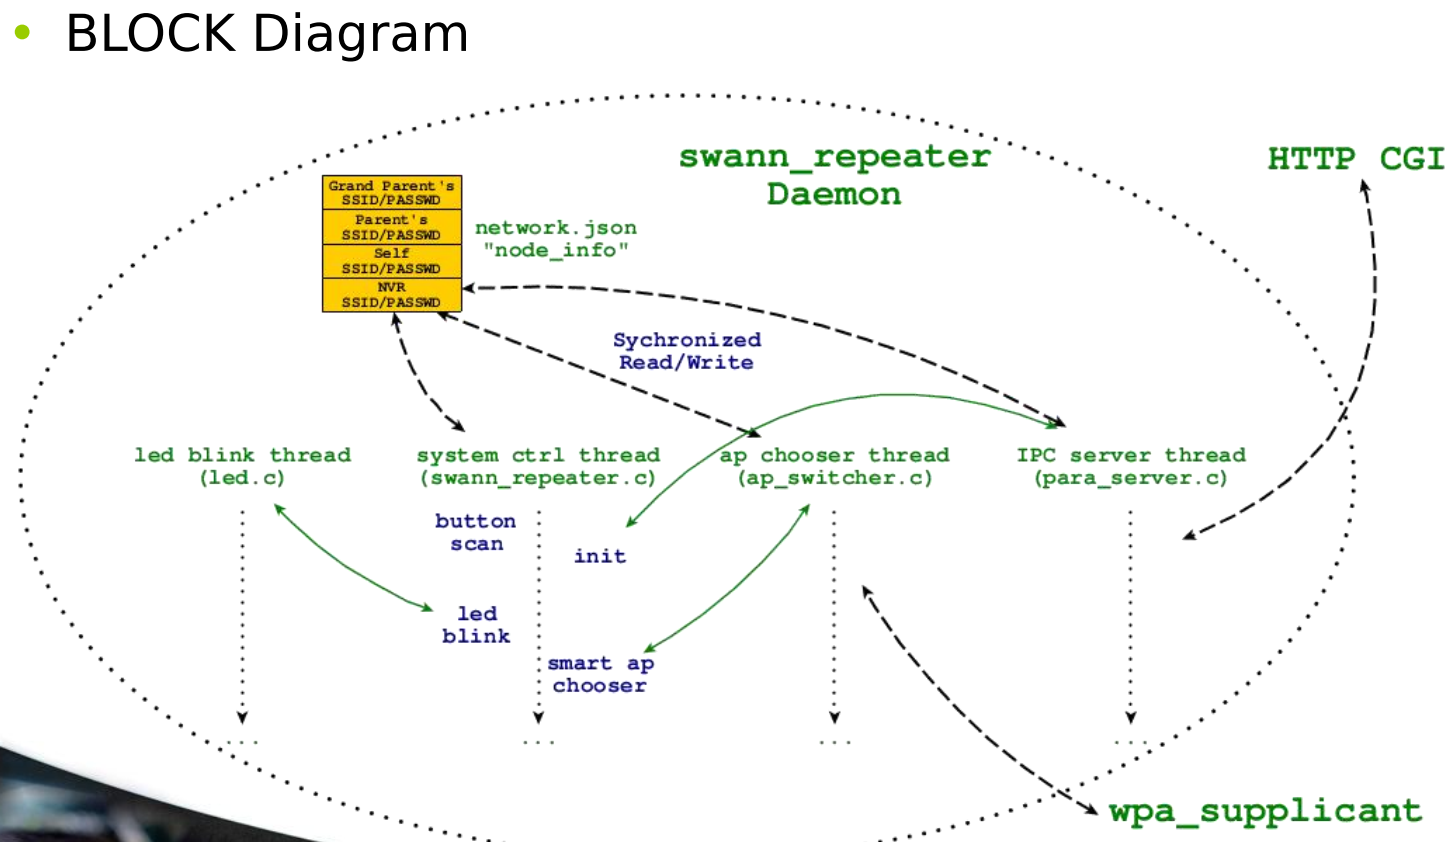 • BLOCK Diagram
swann_repeater
Daemon
HTTP CGI
Grand Parent's
SSID/PASSWD
Parent's
SSID/PASSWD
Self
SSID/PASSWD
NVR
SSID/PASSWD
network.json
"node_info"
Sychronized
Read/Write
led blink thread
(led.c)
system ctrl thread
(swann_repeater.c)
ap chooser thread
(ap_switcher.c)
IPC server thread
(para_server.c)
button
scan
init
led
blink
smart ap
chooser
...
...
...
...
wpa_supplicant